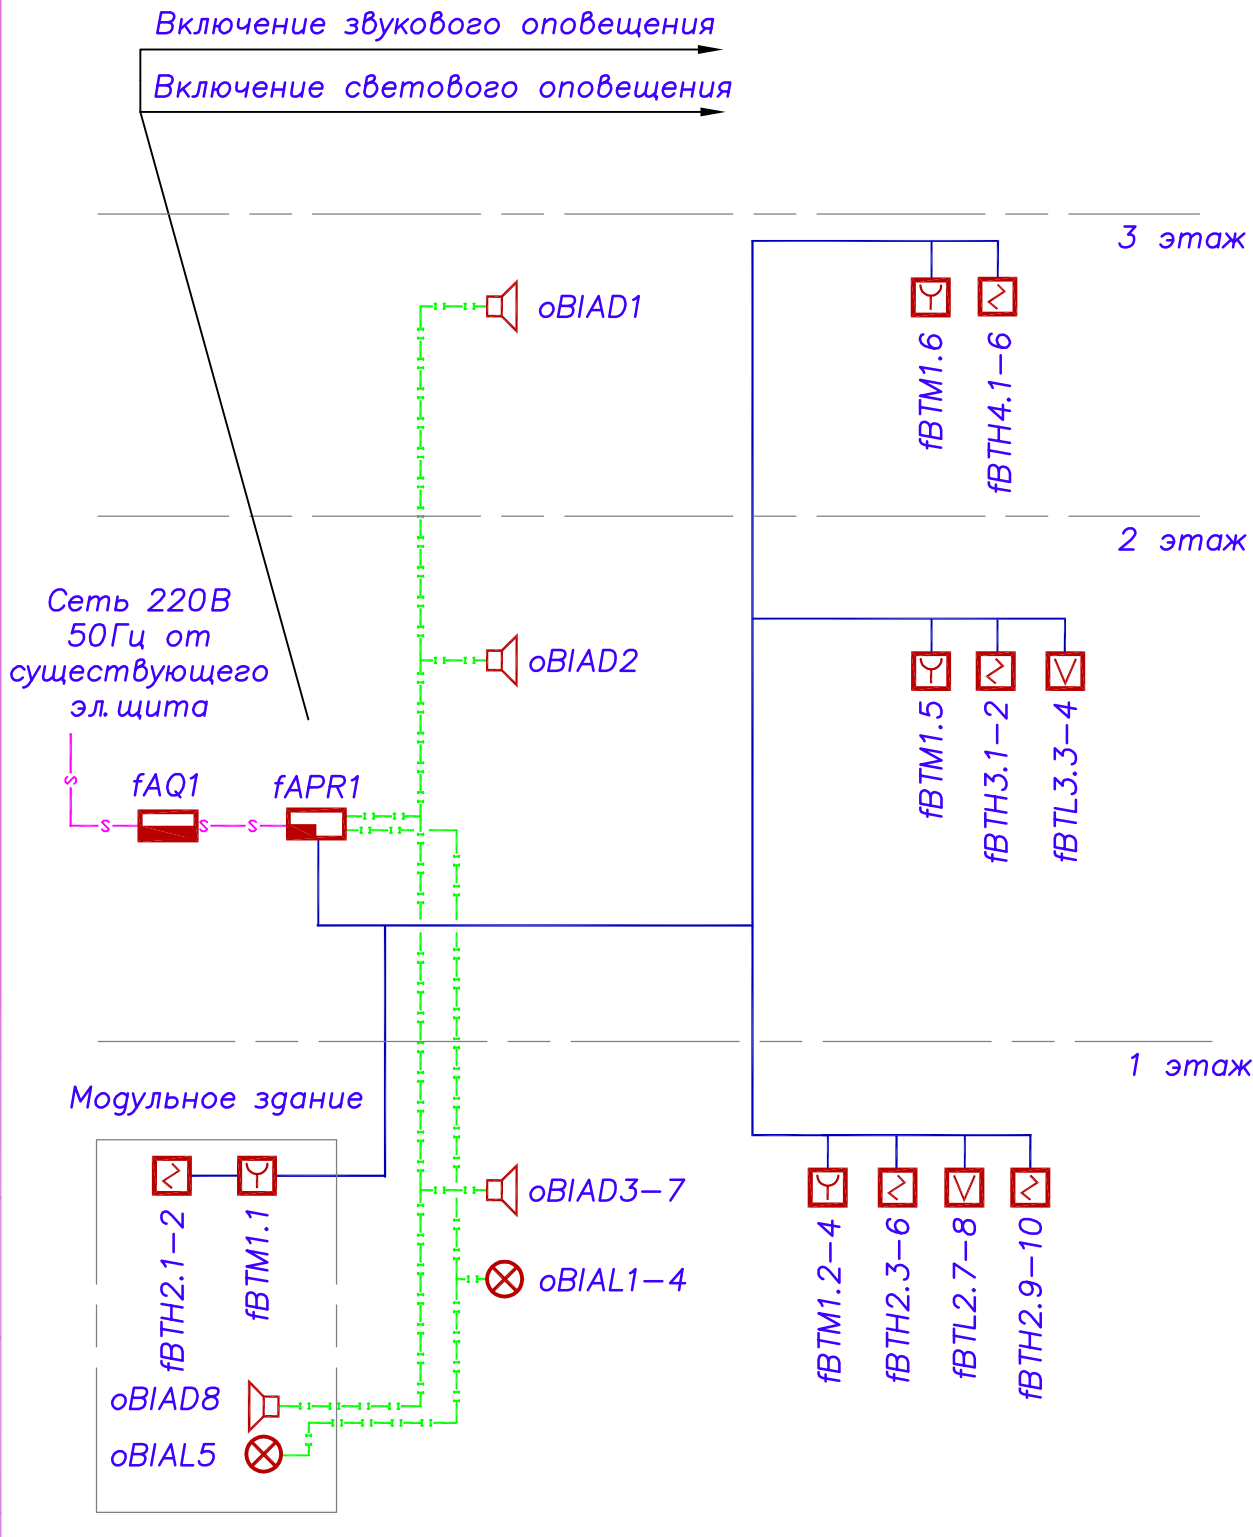 Включение звукового оповещения
Включение светового оповещения
3 этаж
oBIAD1
fBTM1.6
fBTH4.1-6
2 этаж
Сеть 220В
50Гц от
существующего
эл. щита
oBIAD2
fBTM1.5
fBTH3.1-2
fBTL3.3-4
fAQ1
fAPR1
1 этаж
Модульное здание
fBTH2.1-2
fBTM1.1
oBIAD3-7
oBIAL1-4
fBTM1.2-4
fBTH2.3-6
fBTL2.7-8
fBTH2.9-10
oBIAD8
oBIAL5